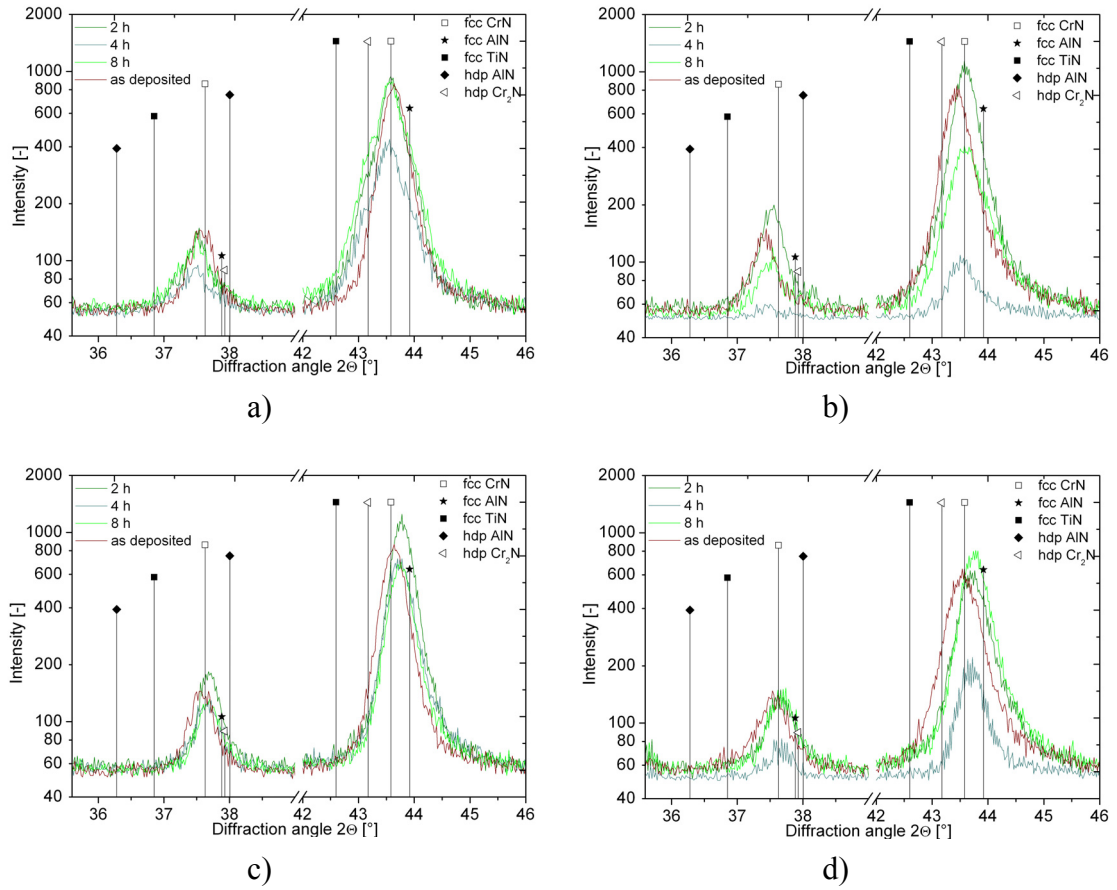 2000
1000
800
600
400
200
100
80
60
40
Intensity [-]
2 h
4 h
8 h
as deposited
fcc CrN
fcc AlN
fcc TiN
hdp AlN
hdp Cr₂N
36 37 38 42 43 44 45 46
Diffraction angle 2Θ [°]
a)
2000
1000
800
600
400
200
100
80
60
40
Intensity [-]
2 h
4 h
8 h
as deposited
fcc CrN
fcc AlN
fcc TiN
hdp AlN
hdp Cr₂N
36 37 38 42 43 44 45 46
Diffraction angle 2Θ [°]
b)
2000
1000
800
600
400
200
100
80
60
40
Intensity [-]
2 h
4 h
8 h
as deposited
fcc CrN
fcc AlN
fcc TiN
hdp AlN
hdp Cr₂N
36 37 38 42 43 44 45 46
Diffraction angle 2Θ [°]
c)
2000
1000
800
600
400
200
100
80
60
40
Intensity [-]
2 h
4 h
8 h
as deposited
fcc CrN
fcc AlN
fcc TiN
hdp AlN
hdp Cr₂N
36 37 38 42 43 44 45 46
Diffraction angle 2Θ [°]
d)